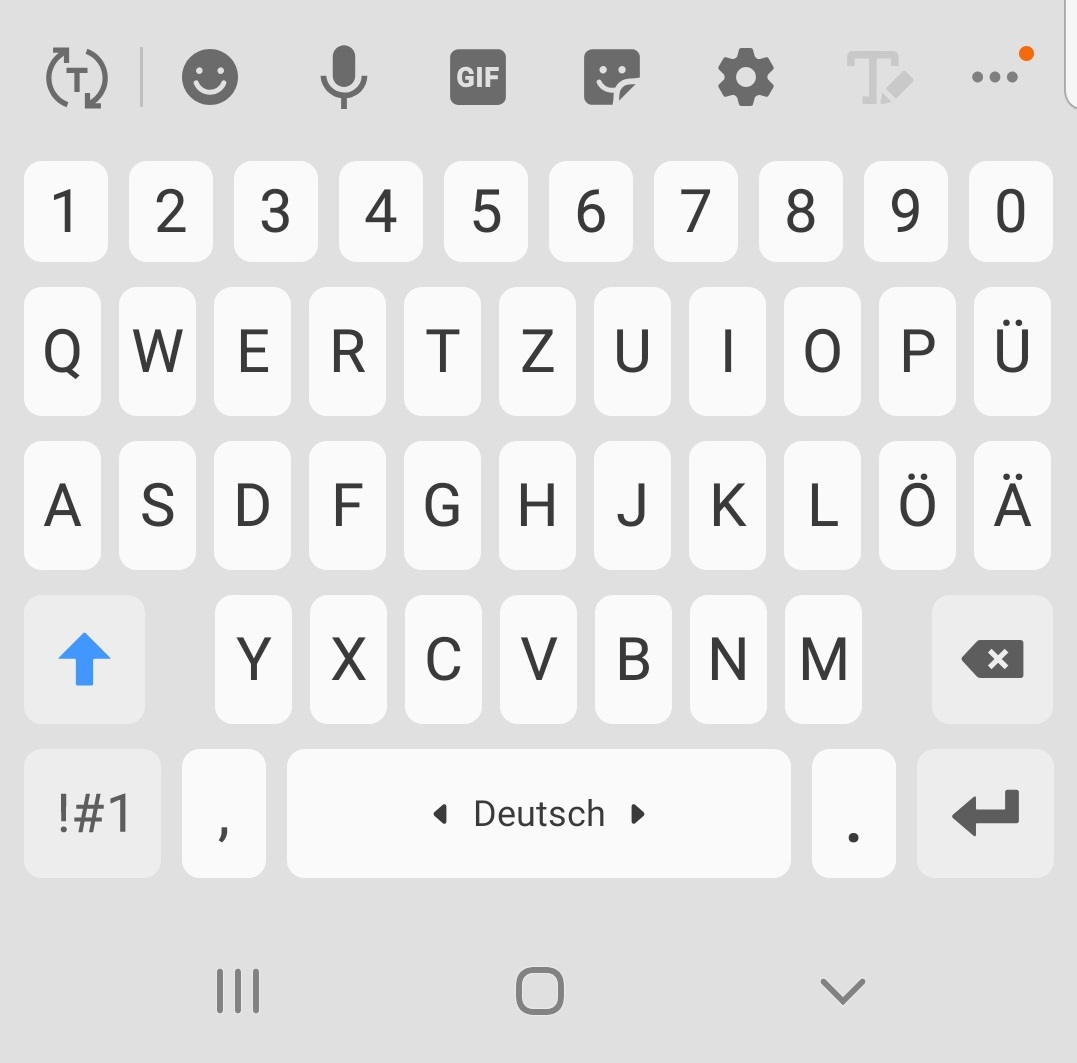 T GIF T
1 2 3 4 5 6 7 8 9 0
Q W E R T Z U I O P Ü
A S D F G H J K L Ö Ä
Y X C V B N M
!#1 , Deutsch .